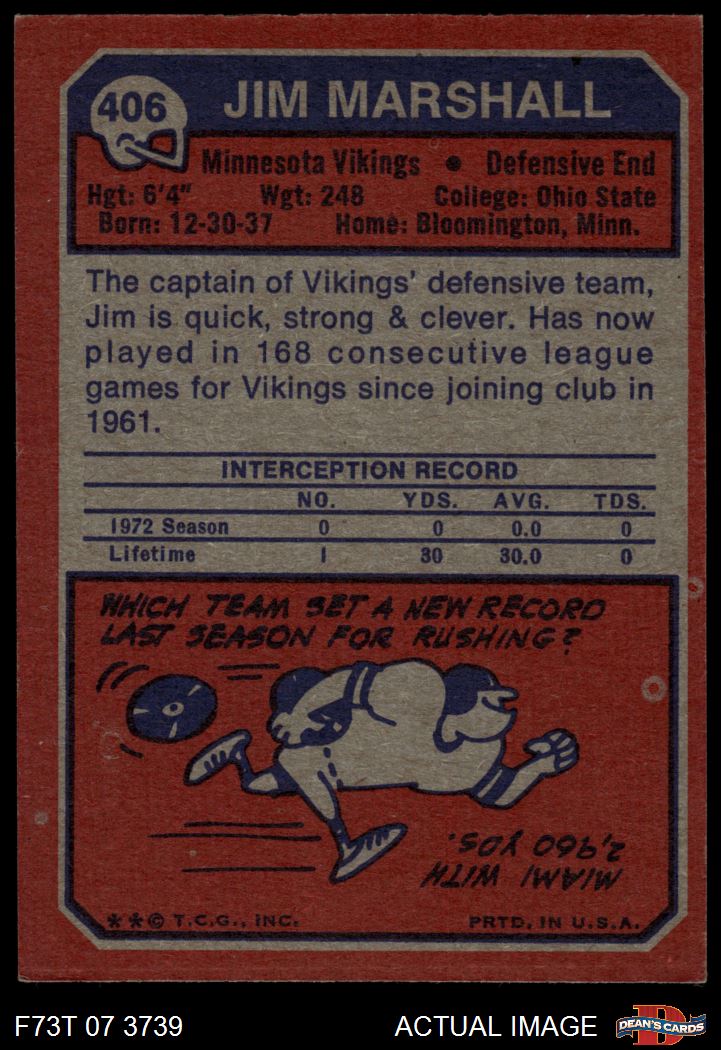 406
JIM MARSHALL
Minnesota Vikings • Defensive End
Hgt: 6'4" Wgt: 248 College: Ohio State
Born: 12-30-37 Home: Bloomington, Minn.
The captain of Vikings' defensive team,
Jim is quick, strong & clever. Has now
played in 168 consecutive league
games for Vikings since joining club in
1961.
INTERCEPTION RECORD
NO. YDS. AVG. TDS.
1972 Season 0 0 0.0 0
Lifetime 1 30 30.0 0
WHICH TEAM SET A NEW RECORD
LAST SEASON FOR RUSHING?
MIAMI WITH
2,960 YDS.
** © T.C.G., INC. PRTD. IN U.S.A.
F73T 07 3739 ACTUAL IMAGE
D
DEAN'S CARDS